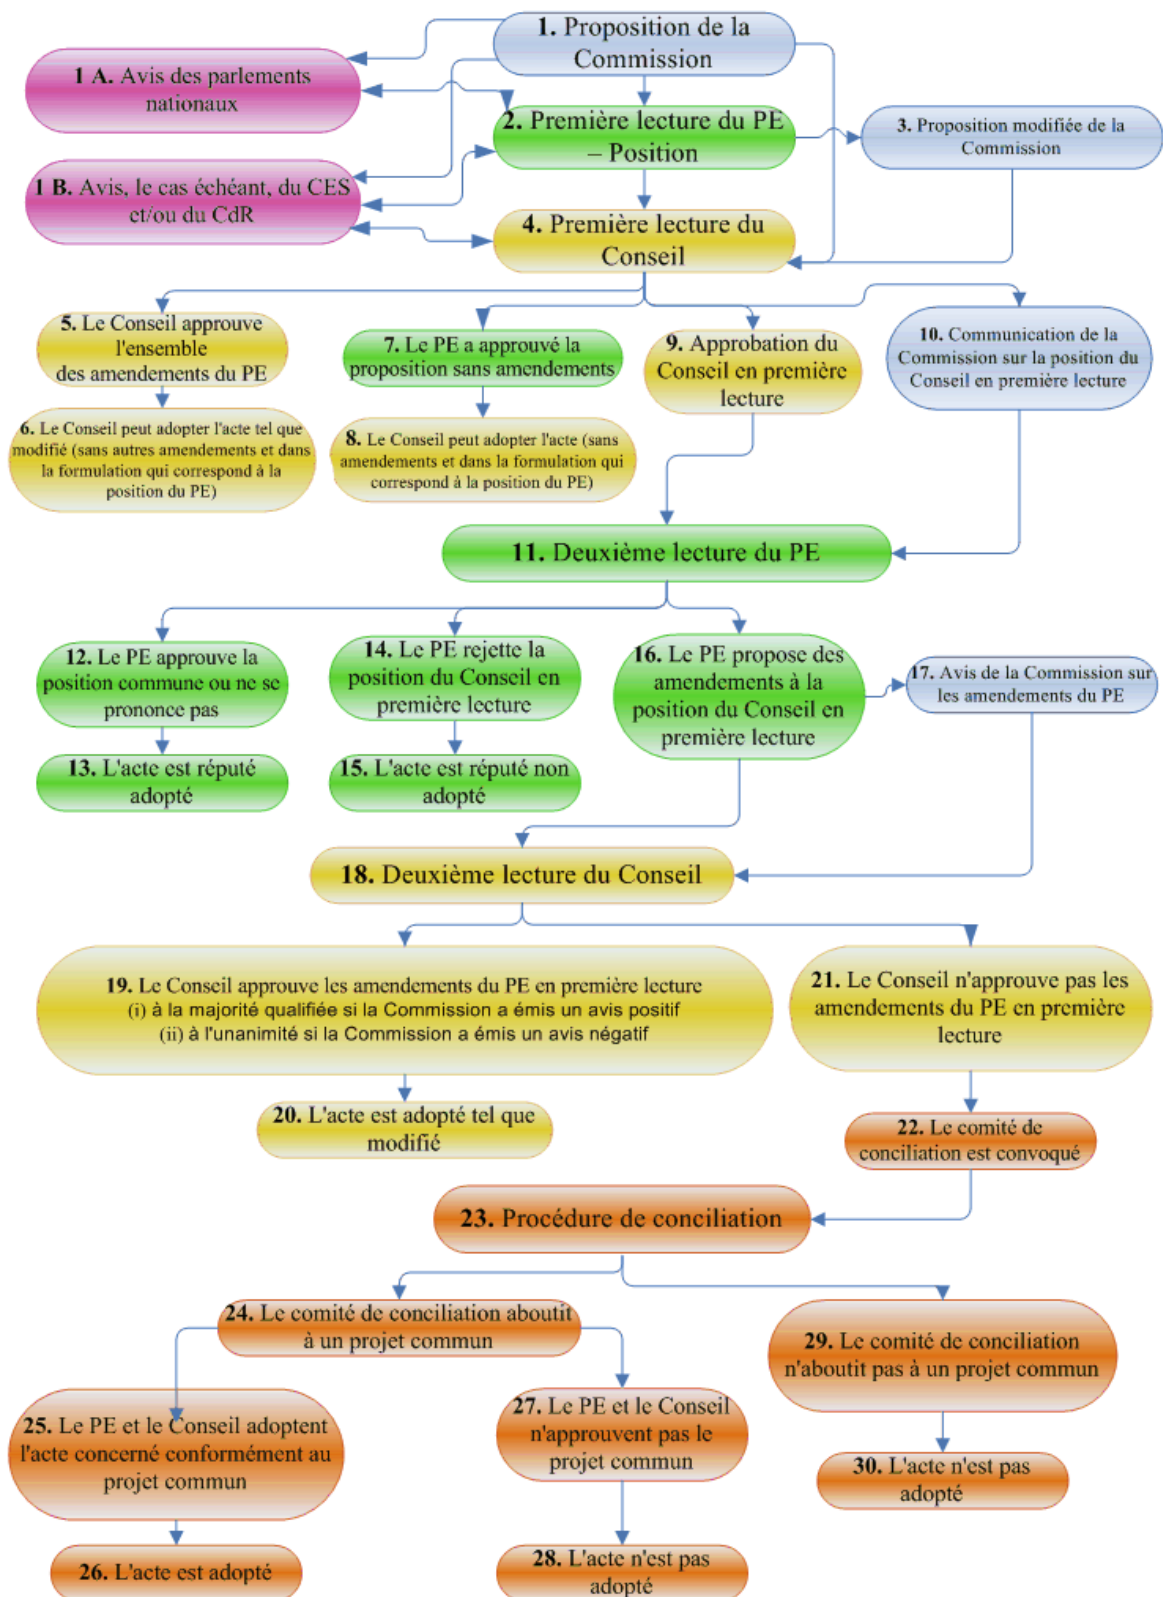 1. Proposition de la
Commission
1 A. Avis des parlements
nationaux
2. Première lecture du PE
– Position
3. Proposition modifiée de la
Commission
1 B. Avis, le cas échéant, du CES
et/ou du CdR
4. Première lecture du
Conseil
5. Le Conseil approuve
l'ensemble
des amendements du PE
7. Le PE a approuvé la
proposition sans amendements
9. Approbation du
Conseil en première
lecture
10. Communication de la
Commission sur la position du
Conseil en première lecture
6. Le Conseil peut adopter l'acte tel que
modifié (sans autres amendements et dans
la formulation qui correspond à la
position du PE)
8. Le Conseil peut adopter l'acte (sans
amendements et dans la formulation qui
correspond à la position du PE)
11. Deuxième lecture du PE
12. Le PE approuve la
position commune ou ne se
prononce pas
14. Le PE rejette la
position du Conseil en
première lecture
16. Le PE propose des
amendements à la
position du Conseil en
première lecture
17. Avis de la Commission sur
les amendements du PE
13. L'acte est réputé
adopté
15. L'acte est réputé non
adopté
18. Deuxième lecture du Conseil
19. Le Conseil approuve les amendements du PE en première lecture
(i) à la majorité qualifiée si la Commission a émis un avis positif
(ii) à l'unanimité si la Commission a émis un avis négatif
21. Le Conseil n'approuve pas les
amendements du PE en première
lecture
20. L'acte est adopté tel que
modifié
22. Le comité de
conciliation est convoqué
23. Procédure de conciliation
24. Le comité de conciliation aboutit
à un projet commun
29. Le comité de conciliation
n'aboutit pas à un projet commun
25. Le PE et le Conseil adoptent
l'acte concerné conformément au
projet commun
27. Le PE et le Conseil
n'approuvent pas le
projet commun
30. L'acte n'est pas
adopté
26. L'acte est adopté
28. L'acte n'est pas
adopté